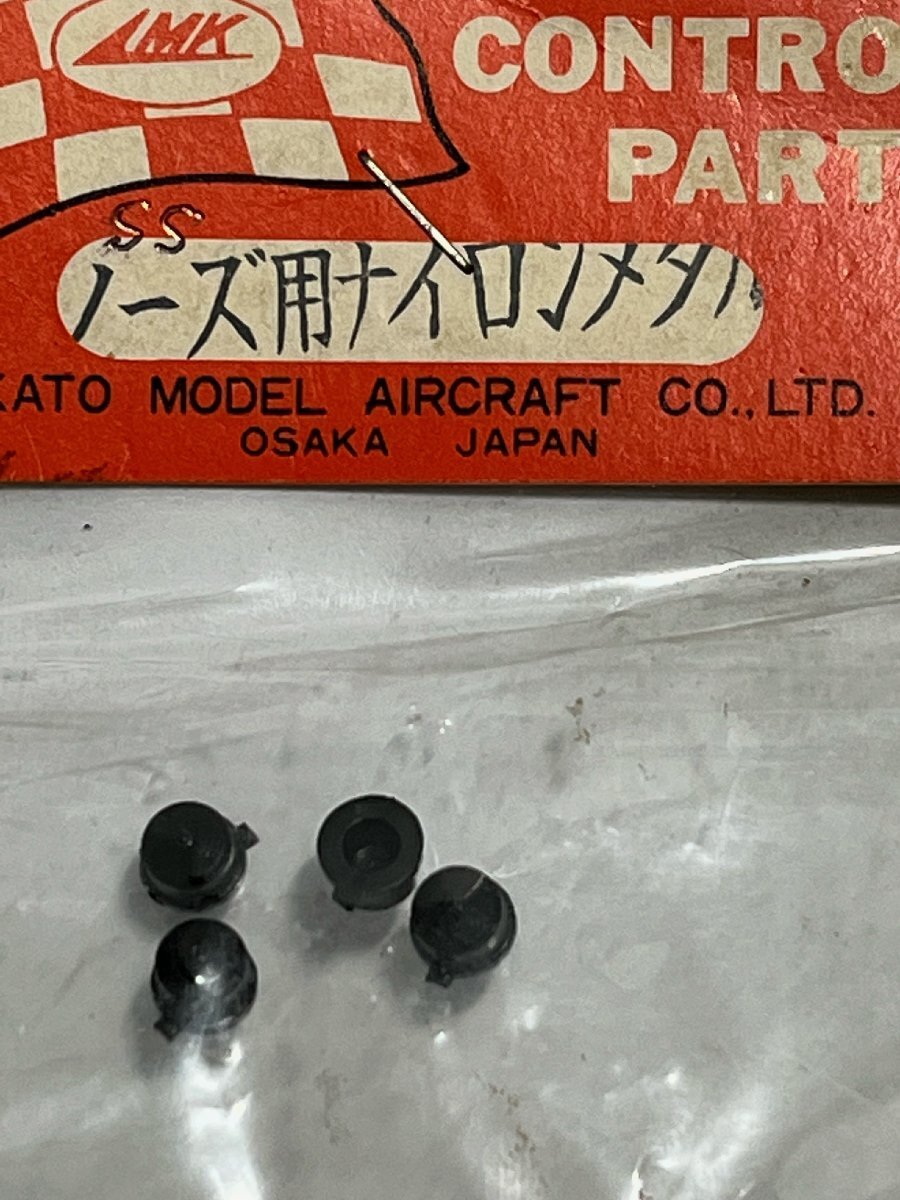 IMK
CONTRO
PART
SS
ノーズ用ナイロンメタル
KATO MODEL AIRCRAFT CO., LTD.
OSAKA JAPAN